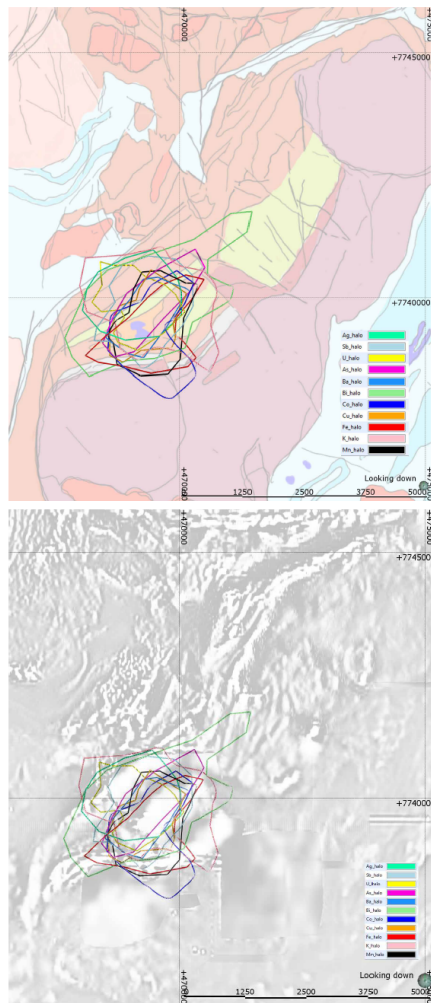 +470000
+7745000
+7740000
Ag_halo
Sb_halo
U_halo
As_halo
Ba_halo
Bi_halo
Co_halo
Cu_halo
Fe_halo
K_halo
Mn_halo
Looking down
1250
2500
3750
5000
+470000
+470000
+774500
+774000
Ag_halo
Sb_halo
U_halo
As_halo
Ba_halo
Bi_halo
Co_halo
Cu_halo
Fe_halo
K_halo
Mn_halo
Looking down
1250
2500
3750
5000